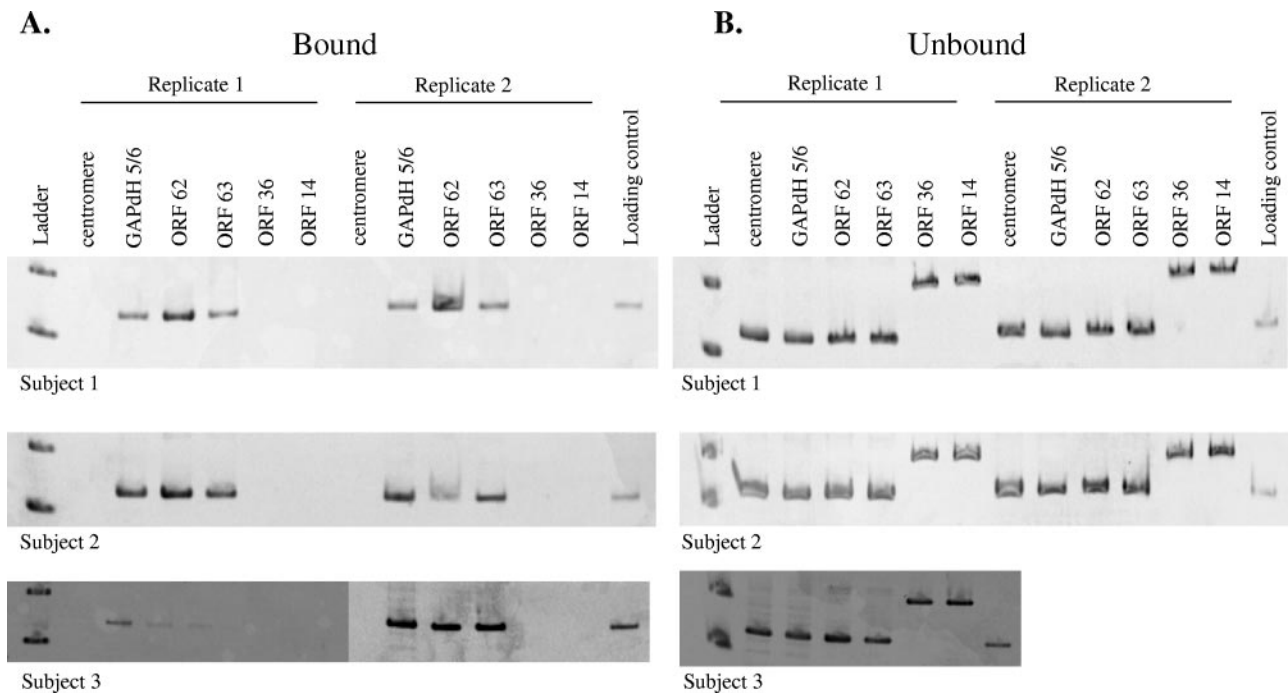 A.
Bound
Replicate 1
Replicate 2
Ladder
centromere
GAPdH 5/6
ORF 62
ORF 63
ORF 36
ORF 14
centromere
GAPdH 5/6
ORF 62
ORF 63
ORF 36
ORF 14
Loading control
Subject 1
Subject 2
Subject 3
B.
Unbound
Replicate 1
Replicate 2
Ladder
centromere
GAPdH 5/6
ORF 62
ORF 63
ORF 36
ORF 14
centromere
GAPdH 5/6
ORF 62
ORF 63
ORF 36
ORF 14
Loading control
Subject 1
Subject 2
Subject 3